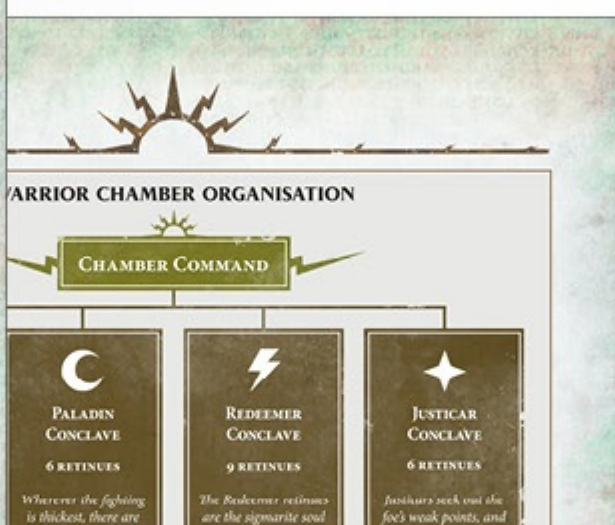 WARRIOR CHAMBER ORGANISATION
CHAMBER COMMAND
PALADIN
CONCLAVE
6 RETINUES
Wherever the fighting
is thickest, there are
REDEEMER
CONCLAVE
9 RETINUES
The Redeemer retinues
are the sigmarite soul
JUSTICAR
CONCLAVE
6 RETINUES
Justicars seek out the
foe's weak points, and